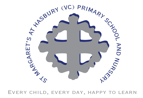 ST MARGARET'S AT HASBURY (VC) PRIMARY SCHOOL AND NURSERY
EVERY CHILD, EVERY DAY, HAPPY TO LEARN